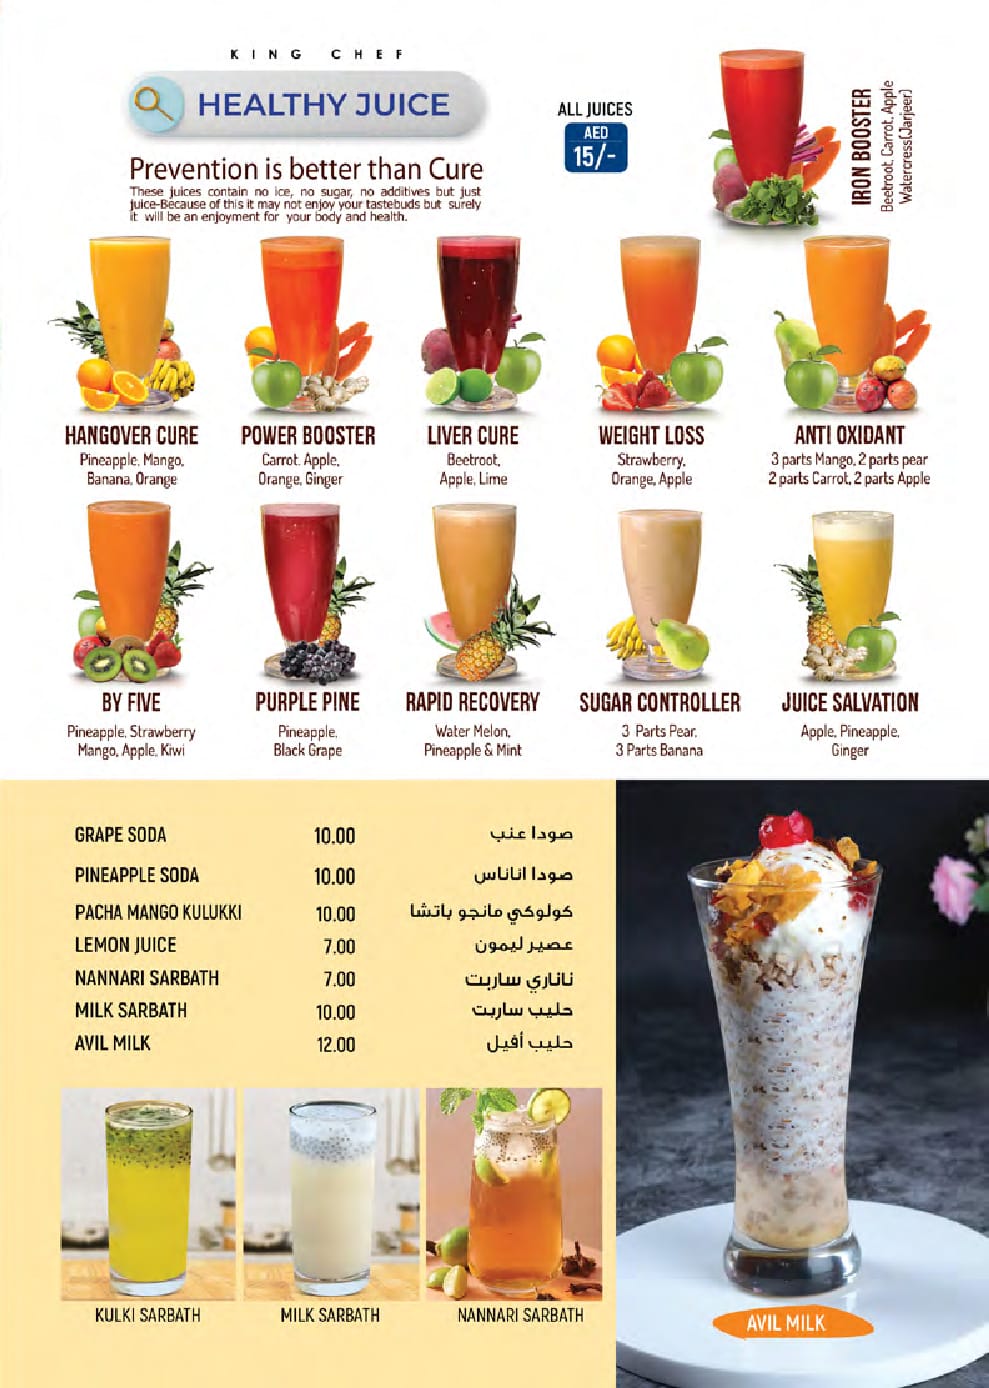 KING CHEF
HEALTHY JUICE
Prevention is better than Cure
These juices contain no ice, no sugar, no additives but just
juice-Because of this it may not enjoy your tastebuds but surely
it will be an enjoyment for your body and health.
ALL JUICES
AED
15/-
IRON BOOSTER
Beetroot, Carrot, Apple
Watercress(Jarjeer)
HANGOVER CURE
Pineapple, Mango,
Banana, Orange
POWER BOOSTER
Carrot, Apple,
Orange, Ginger
LIVER CURE
Beetroot,
Apple, Lime
WEIGHT LOSS
Strawberry,
Orange, Apple
ANTI OXIDANT
3 parts Mango, 2 parts pear
2 parts Carrot, 2 parts Apple
BY FIVE
Pineapple, Strawberry
Mango, Apple, Kiwi
PURPLE PINE
Pineapple,
Black Grape
RAPID RECOVERY
Water Melon,
Pineapple & Mint
SUGAR CONTROLLER
3 Parts Pear,
3 Parts Banana
JUICE SALVATION
Apple, Pineapple,
Ginger
GRAPE SODA 10.00 صودا عنب
PINEAPPLE SODA 10.00 صودا اناناس
PACHA MANGO KULUKKI 10.00 كولوكي مانجو باتشا
LEMON JUICE 7.00 عصير ليمون
NANNARI SARBATH 7.00 ناناري ساربت
MILK SARBATH 10.00 حليب ساربت
AVIL MILK 12.00 حليب أفيل
KULKI SARBATH
MILK SARBATH
NANNARI SARBATH
AVIL MILK